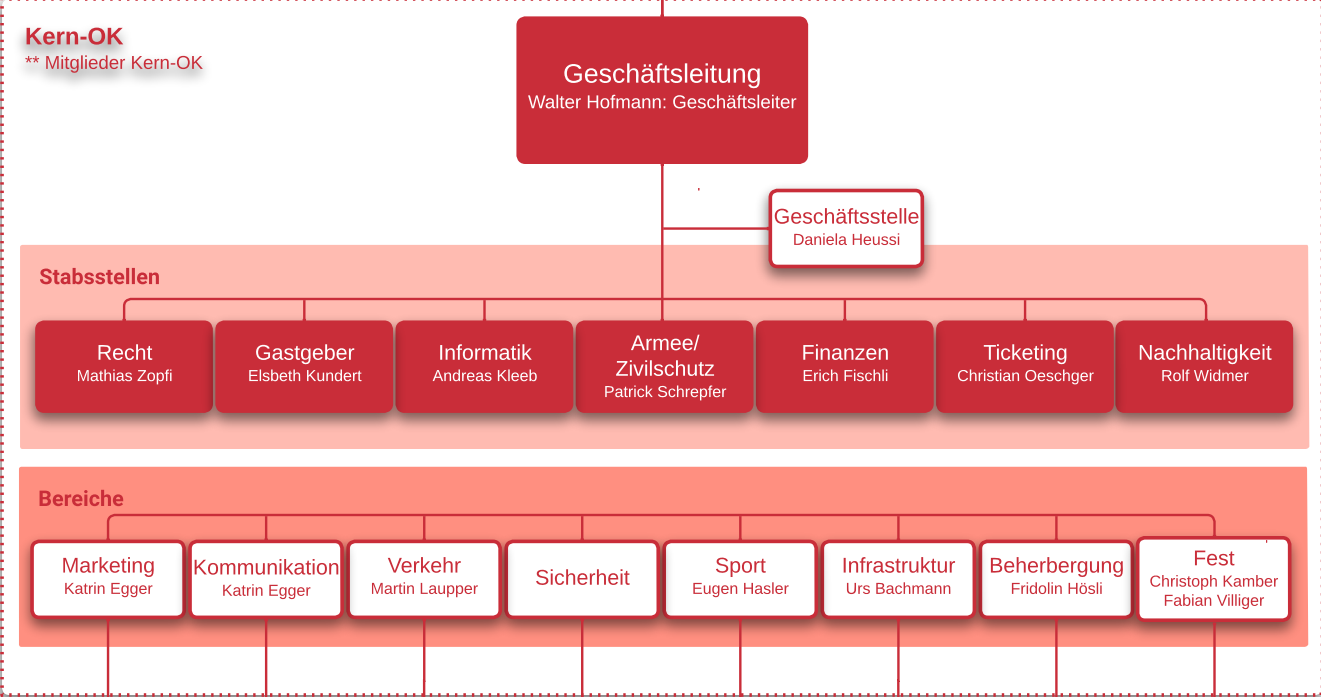 Kern-OK
** Mitglieder Kern-OK
Geschäftsleitung
Walter Hofmann: Geschäftsleiter
Geschäftsstelle
Daniela Heussi
Stabsstellen
Recht
Mathias Zopfi
Gastgeber
Elsbeth Kundert
Informatik
Andreas Kleeb
Armee/
Zivilschutz
Patrick Schrepfer
Finanzen
Erich Fischli
Ticketing
Christian Oeschger
Nachhaltigkeit
Rolf Widmer
Bereiche
Marketing
Katrin Egger
Kommunikation
Katrin Egger
Verkehr
Martin Laupper
Sicherheit
Sport
Eugen Hasler
Infrastruktur
Urs Bachmann
Beherbergung
Fridolin Hösli
Fest
Christoph Kamber
Fabian Villiger